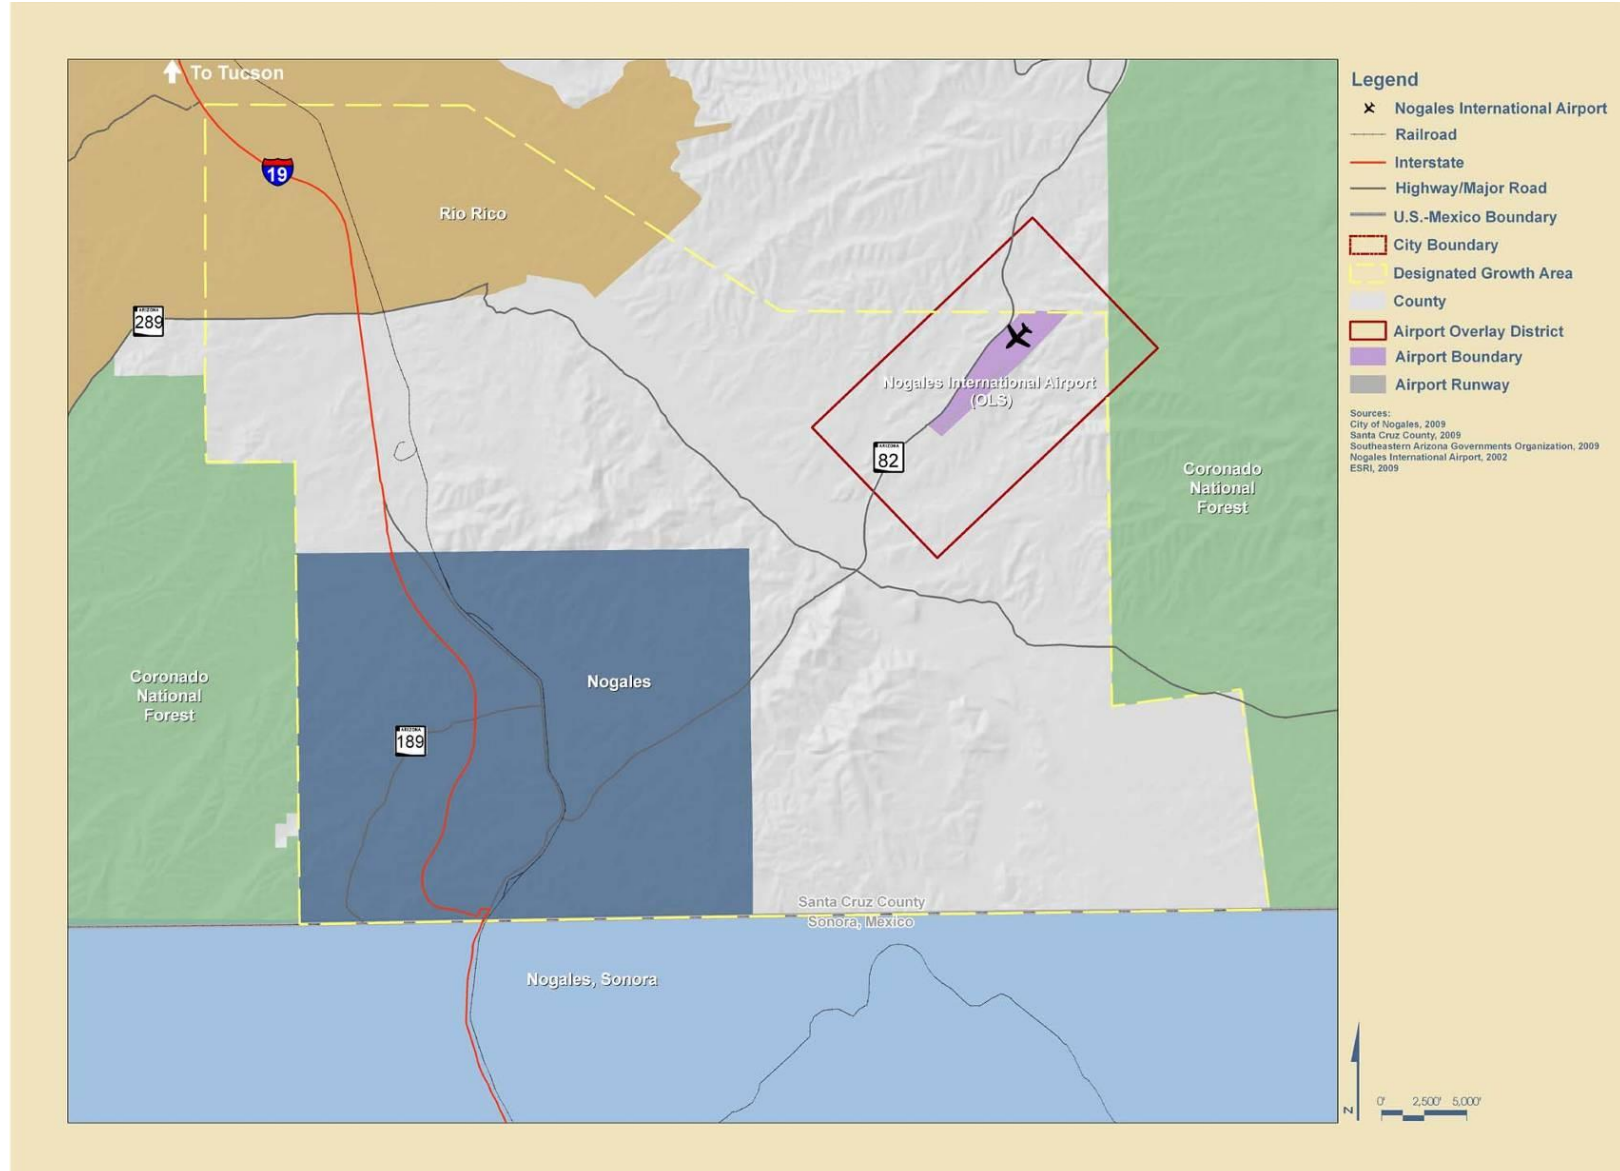 To Tucson
19
Rio Rico
ARIZONA
289
Nogales International Airport
(OLS)
ARIZONA
82
Coronado
National
Forest
Coronado
National
Forest
Nogales
ARIZONA
189
Santa Cruz County
Sonora, Mexico
Nogales, Sonora
Legend
Nogales International Airport
Railroad
Interstate
Highway/Major Road
U.S.-Mexico Boundary
City Boundary
Designated Growth Area
County
Airport Overlay District
Airport Boundary
Airport Runway
Sources:
City of Nogales, 2009
Santa Cruz County, 2009
Southeastern Arizona Governments Organization, 2009
Nogales International Airport, 2002
ESRI, 2009
N
0' 2,500' 5,000'